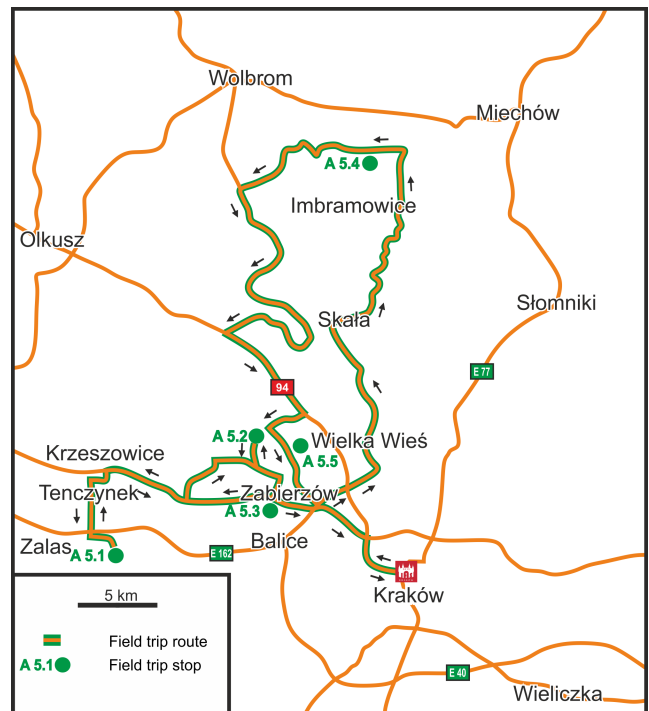 Wolbrom
Miechów
A 5.4
Imbramowice
Olkusz
Słomniki
Skała
E 77
94
A 5.2
Wielka Wieś
Krzeszowice
A 5.5
Tenczynek
Zabierzów
A 5.3
Zalas
A 5.1
E 162
Balice
Kraków
5 km
Field trip route
A 5.1 Field trip stop
E 40
Wieliczka